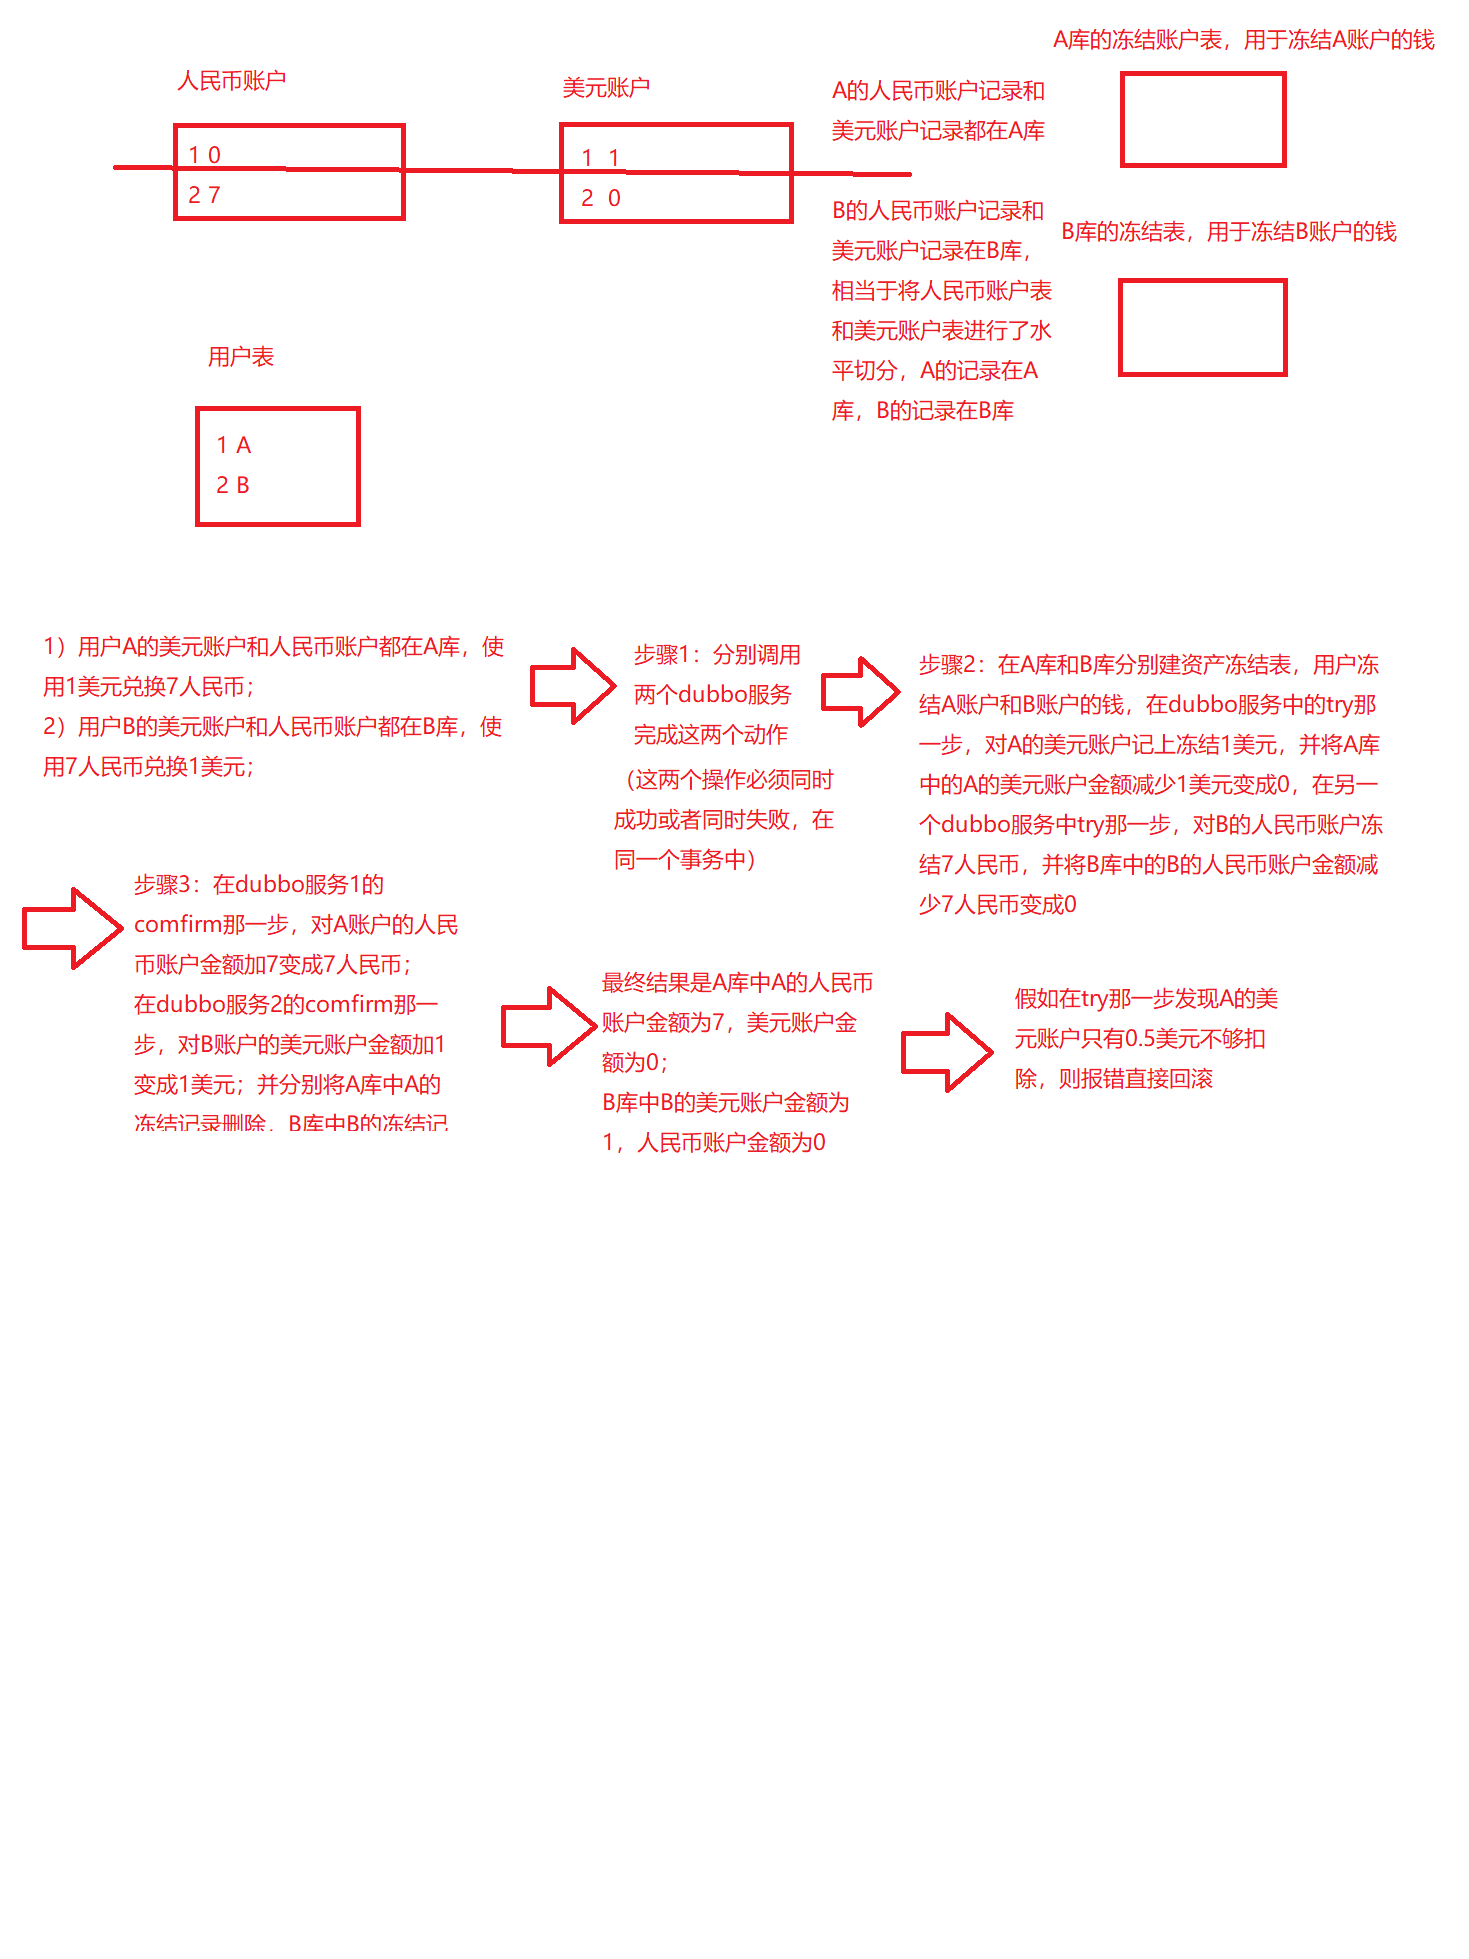 A库的冻结账户表，用于冻结A账户的钱
人民币账户
美元账户
1 0
2 7
1  1
2  0
A的人民币账户记录和
美元账户记录都在A库
B的人民币账户记录和
美元账户记录在B库，
相当于将人民币账户表
和美元账户表进行了水
平切分，A的记录在A
库，B的记录在B库
B库的冻结表，用于冻结B账户的钱
用户表
1 A
2 B
1）用户A的美元账户和人民币账户都在A库，使
用1美元兑换7人民币；
2）用户B的美元账户和人民币账户都在B库，使
用7人民币兑换1美元；
步骤1：分别调用
两个dubbo服务
完成这两个动作
（这两个操作必须同时
成功或者同时失败，在
同一个事务中）
步骤2：在A库和B库分别建资产冻结表，用户冻
结A账户和B账户的钱，在dubbo服务中的try那
一步，对A的美元账户记上冻结1美元，并将A库
中的A的美元账户金额减少1美元变成0，在另一
个dubbo服务中try那一步，对B的人民币账户冻
结7人民币，并将B库中的B的人民币账户金额减
少7人民币变成0
步骤3：在dubbo服务1的
comfirm那一步，对A账户的人民
币账户金额加7变成7人民币；
在dubbo服务2的comfirm那一
步，对B账户的美元账户金额加1
变成1美元；并分别将A库中A的
冻结记录删除，B库中B的冻结记
最终结果是A库中A的人民币
账户金额为7，美元账户金
额为0；
B库中B的美元账户金额为
1，人民币账户金额为0
假如在try那一步发现A的美
元账户只有0.5美元不够扣
除，则报错直接回滚